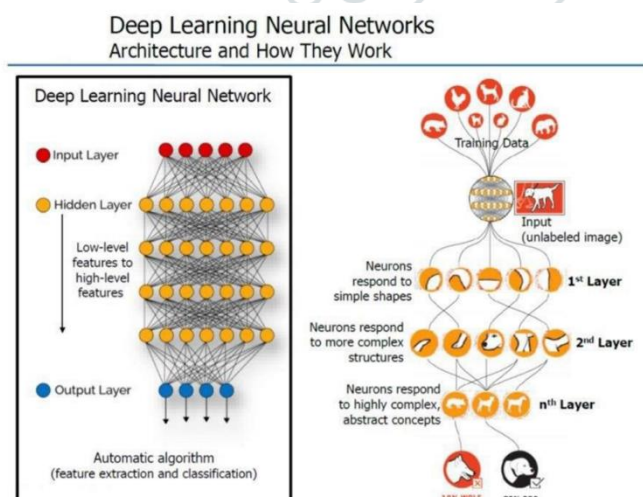 Deep Learning Neural Networks
Architecture and How They Work
Deep Learning Neural Network
Input Layer
Hidden Layer
Low-level
features to
high-level
features
Output Layer
Automatic algorithm
(feature extraction and classification)
Training Data
Input
(unlabeled image)
Neurons
respond to
simple shapes
1st Layer
Neurons respond
to more complex
structures
2nd Layer
Neurons respond
to highly complex,
abstract concepts
nth Layer